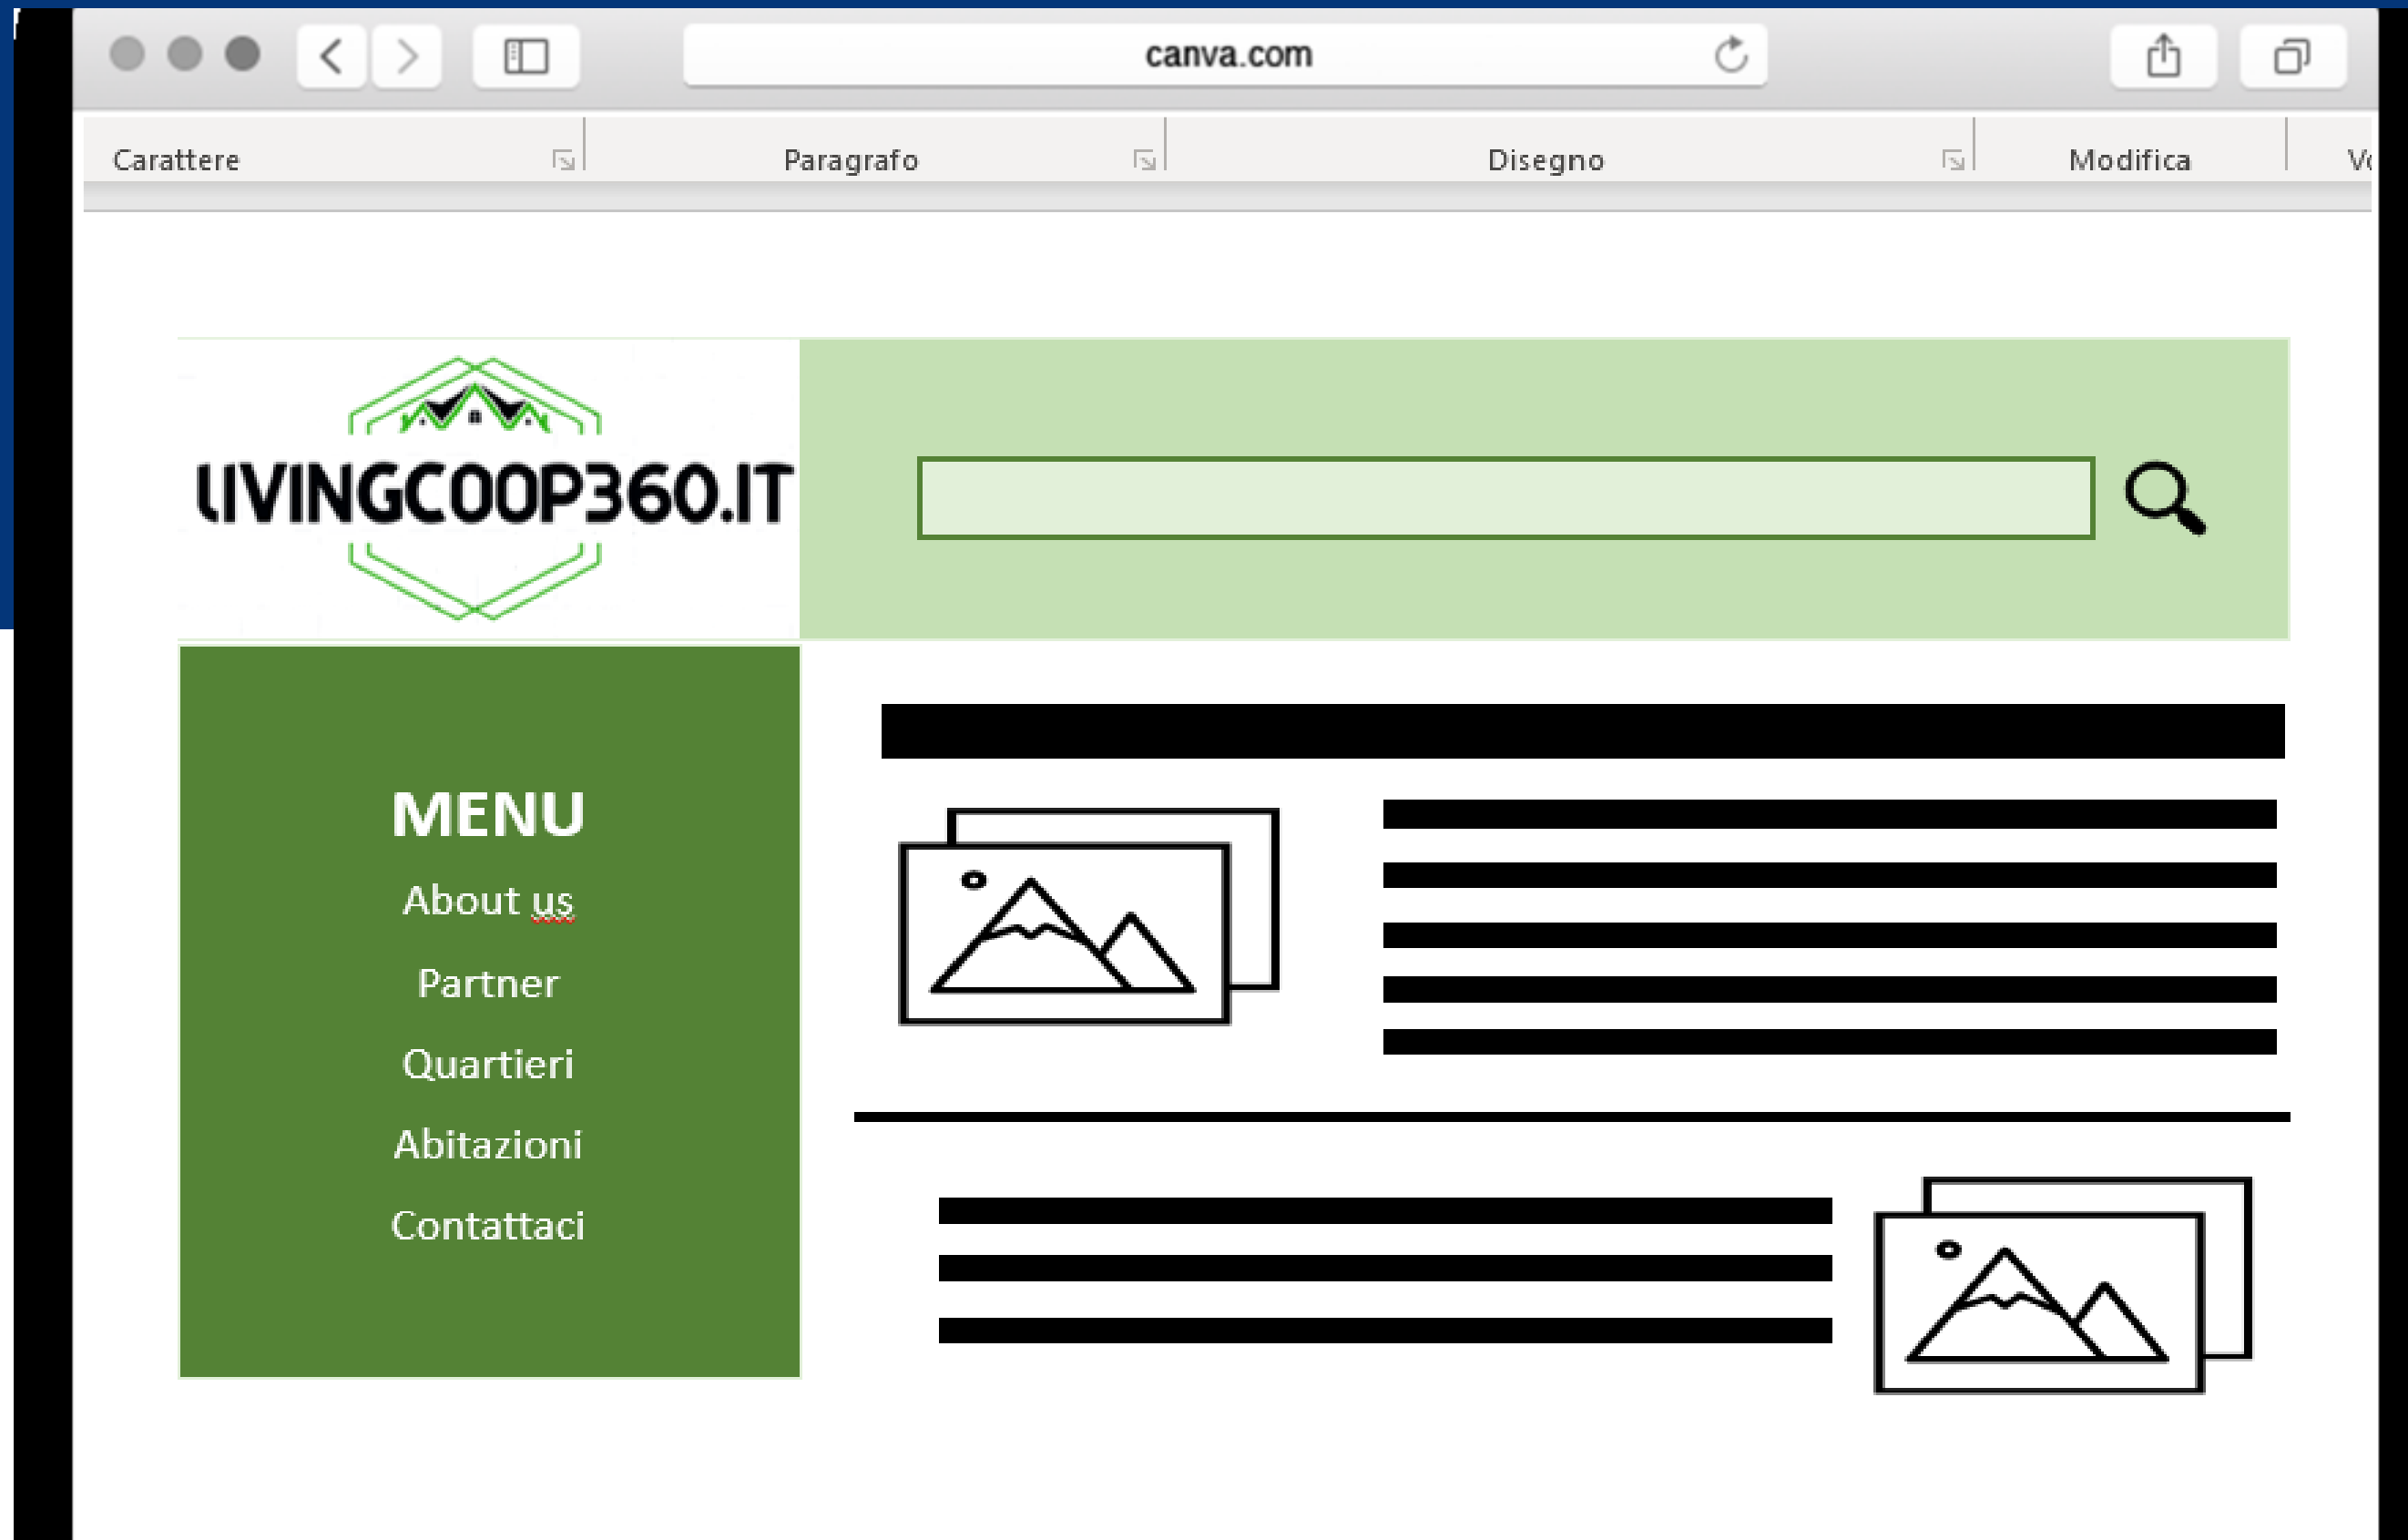 canva.com
Carattere Paragrafo Disegno Modifica
LIVINGCOOP360.IT
MENU
About us
Partner
Quartieri
Abitazioni
Contattaci